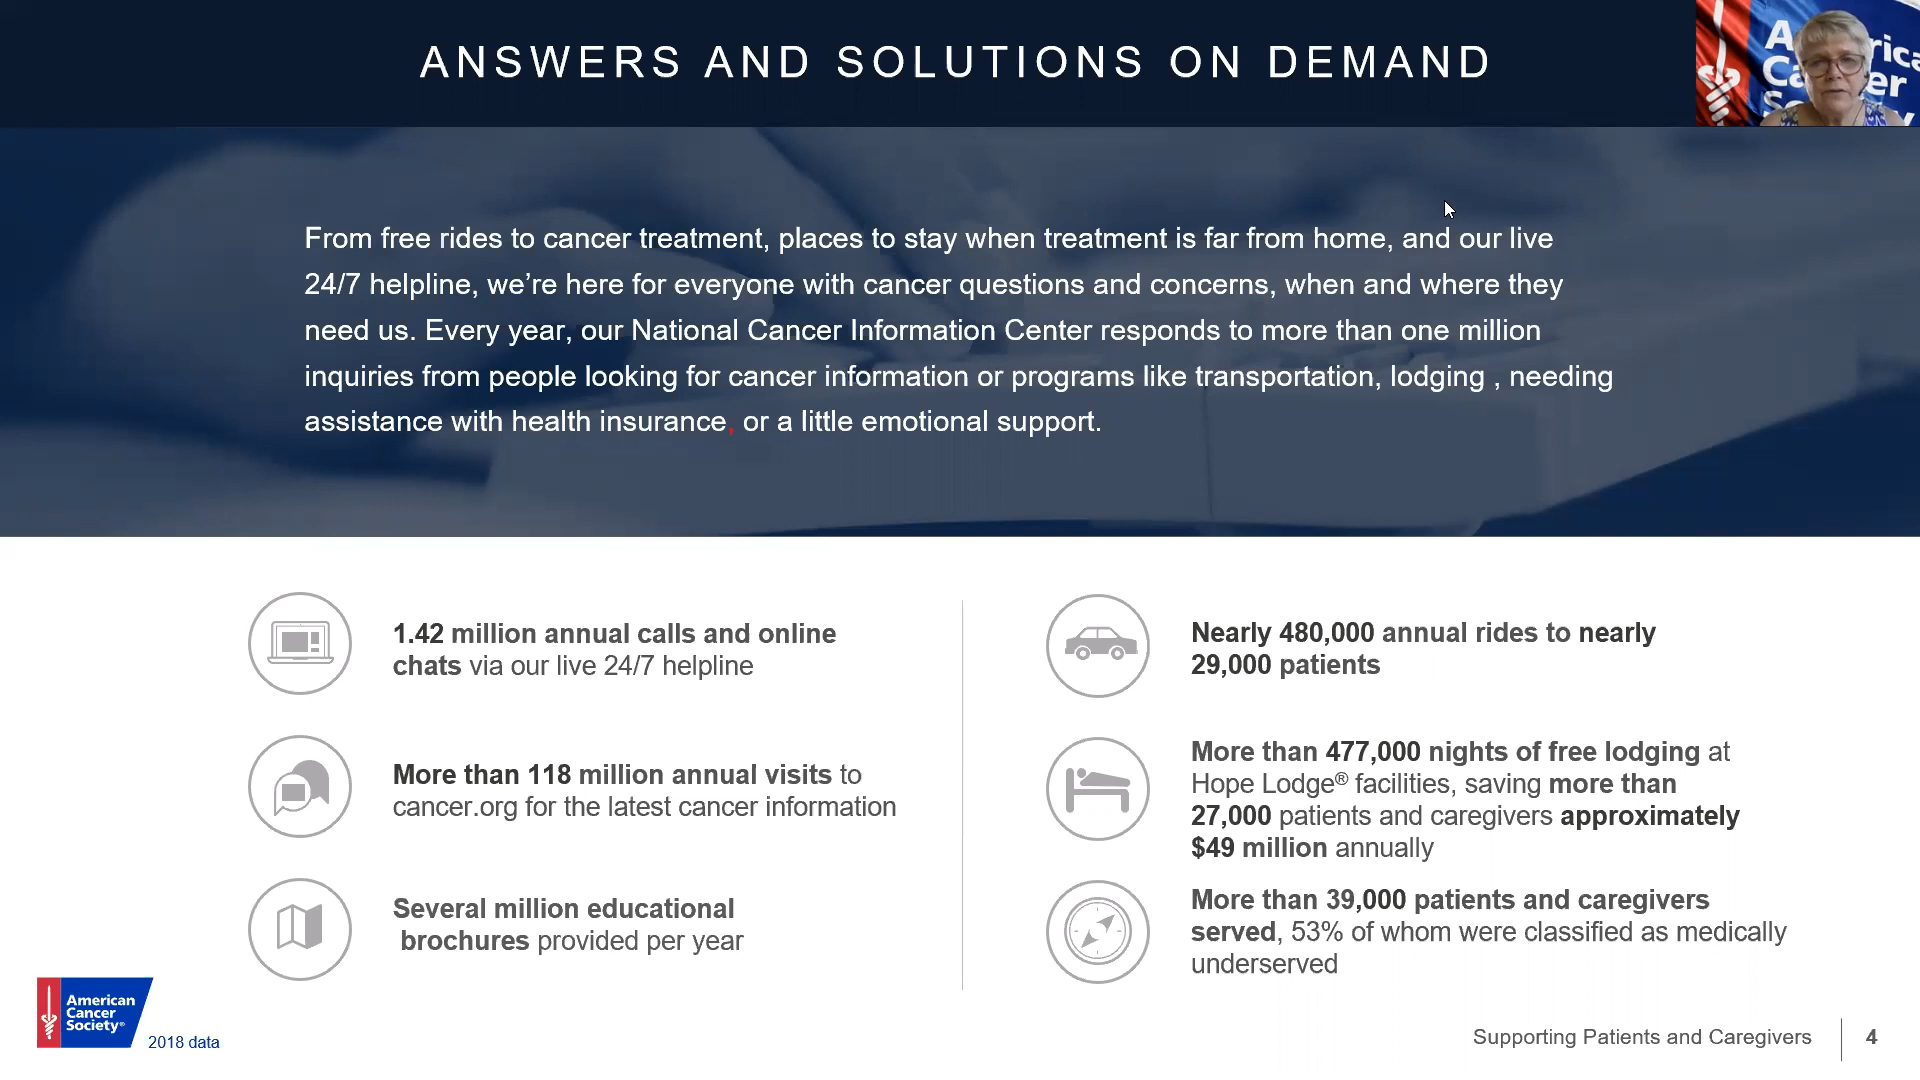 ANSWERS AND SOLUTIONS ON DEMAND
American
Cancer
From free rides to cancer treatment, places to stay when treatment is far from home, and our live
24/7 helpline, we’re here for everyone with cancer questions and concerns, when and where they
need us. Every year, our National Cancer Information Center responds to more than one million
inquiries from people looking for cancer information or programs like transportation, lodging , needing
assistance with health insurance, or a little emotional support.
1.42 million annual calls and online
chats via our live 24/7 helpline
More than 118 million annual visits to
cancer.org for the latest cancer information
Several million educational
brochures provided per year
Nearly 480,000 annual rides to nearly
29,000 patients
More than 477,000 nights of free lodging at
Hope Lodge® facilities, saving more than
27,000 patients and caregivers approximately
$49 million annually
More than 39,000 patients and caregivers
served, 53% of whom were classified as medically
underserved
American
Cancer
Society®
2018 data
Supporting Patients and Caregivers
4